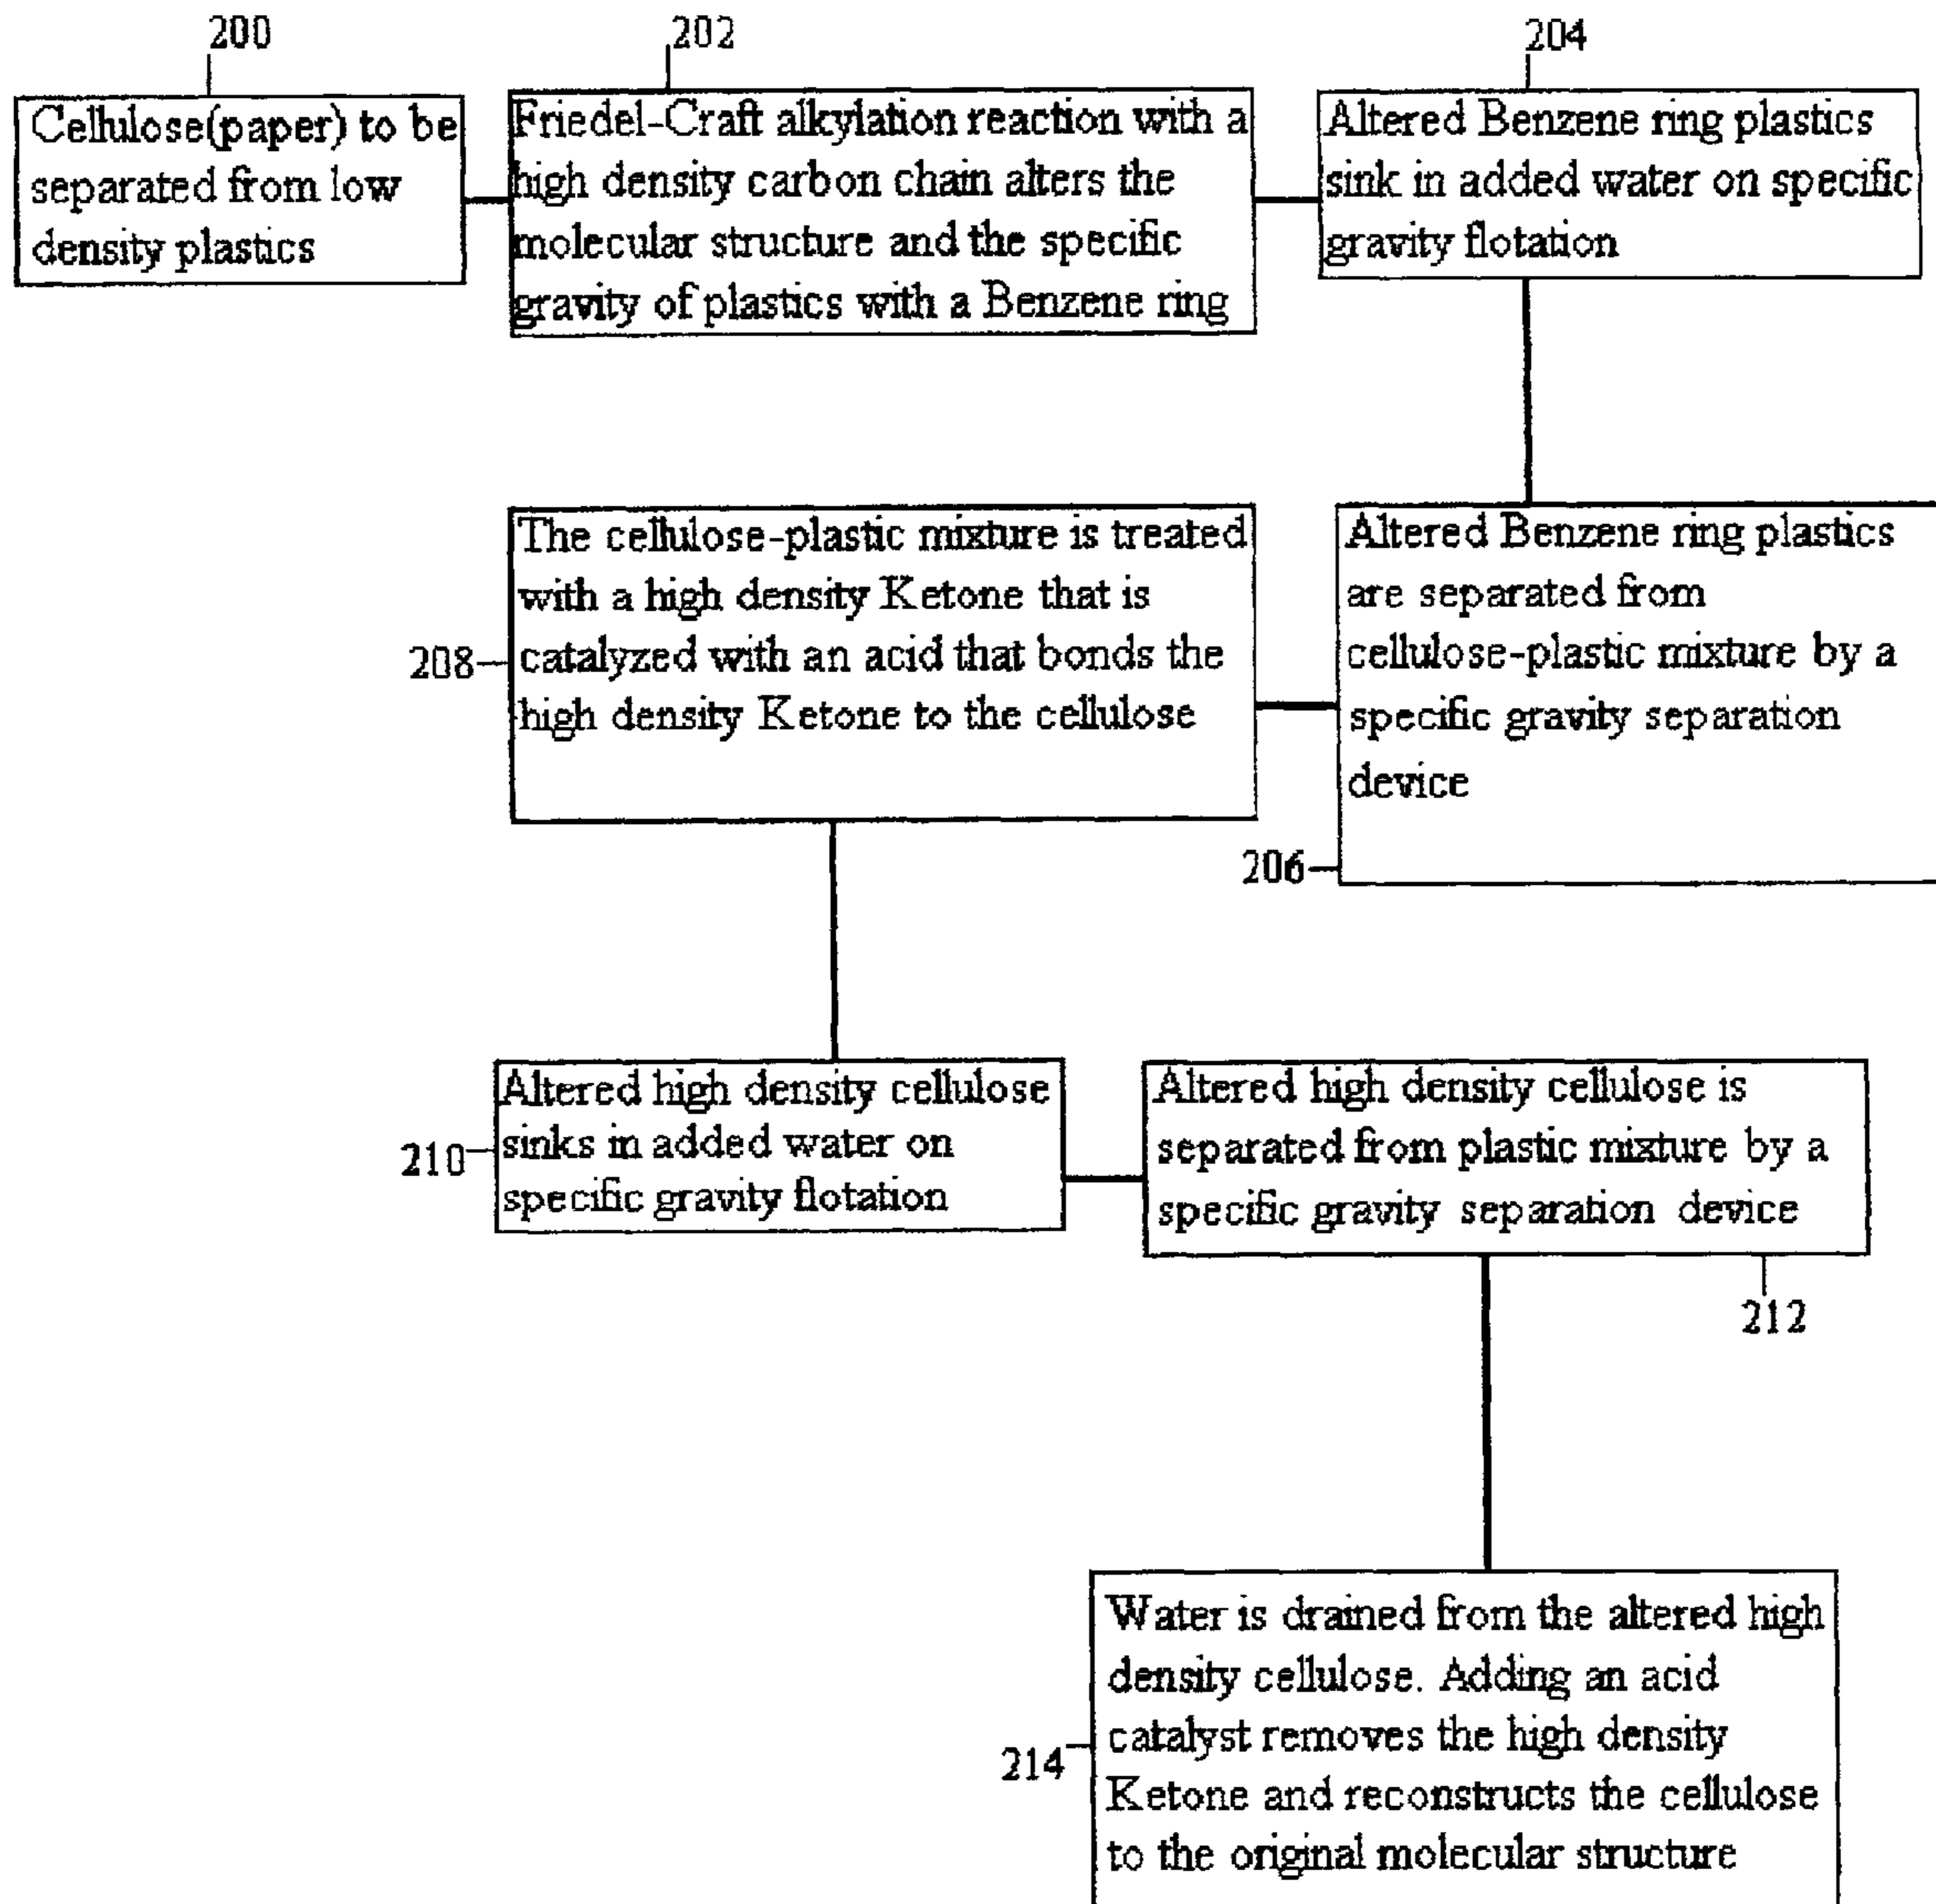 200
Cellulose(paper) to be
separated from low
density plastics
202
Friedel-Craft alkylation reaction with a
high density carbon chain alters the
molecular structure and the specific
gravity of plastics with a Benzene ring
204
Altered Benzene ring plastics
sink in added water on specific
gravity flotation
Altered Benzene ring plastics
are separated from
cellulose-plastic mixture by a
specific gravity separation
device
206
The cellulose-plastic mixture is treated
with a high density Ketone that is
catalyzed with an acid that bonds the
high density Ketone to the cellulose
208
Altered high density cellulose
sinks in added water on
specific gravity flotation
210
Altered high density cellulose is
separated from plastic mixture by a
specific gravity separation device
212
Water is drained from the altered high
density cellulose. Adding an acid
catalyst removes the high density
Ketone and reconstructs the cellulose
to the original molecular structure
214